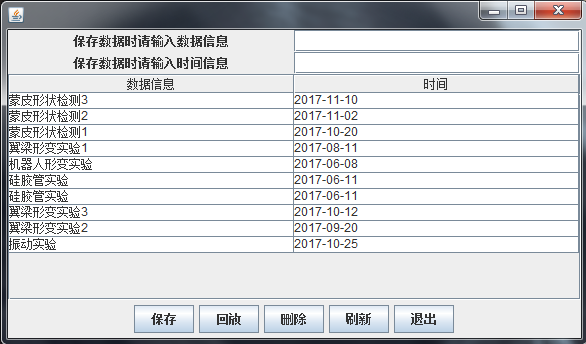 保存数据时请输入数据信息
保存数据时请输入时间信息
数据信息 时间
蒙皮形状检测3 2017-11-10
蒙皮形状检测2 2017-11-02
蒙皮形状检测1 2017-10-20
翼梁形变实验1 2017-08-11
机器人形变实验 2017-06-08
硅胶管实验 2017-06-11
硅胶管实验 2017-06-11
翼梁形变实验3 2017-10-12
翼梁形变实验2 2017-09-20
振动实验 2017-10-25
保存 回放 删除 刷新 退出